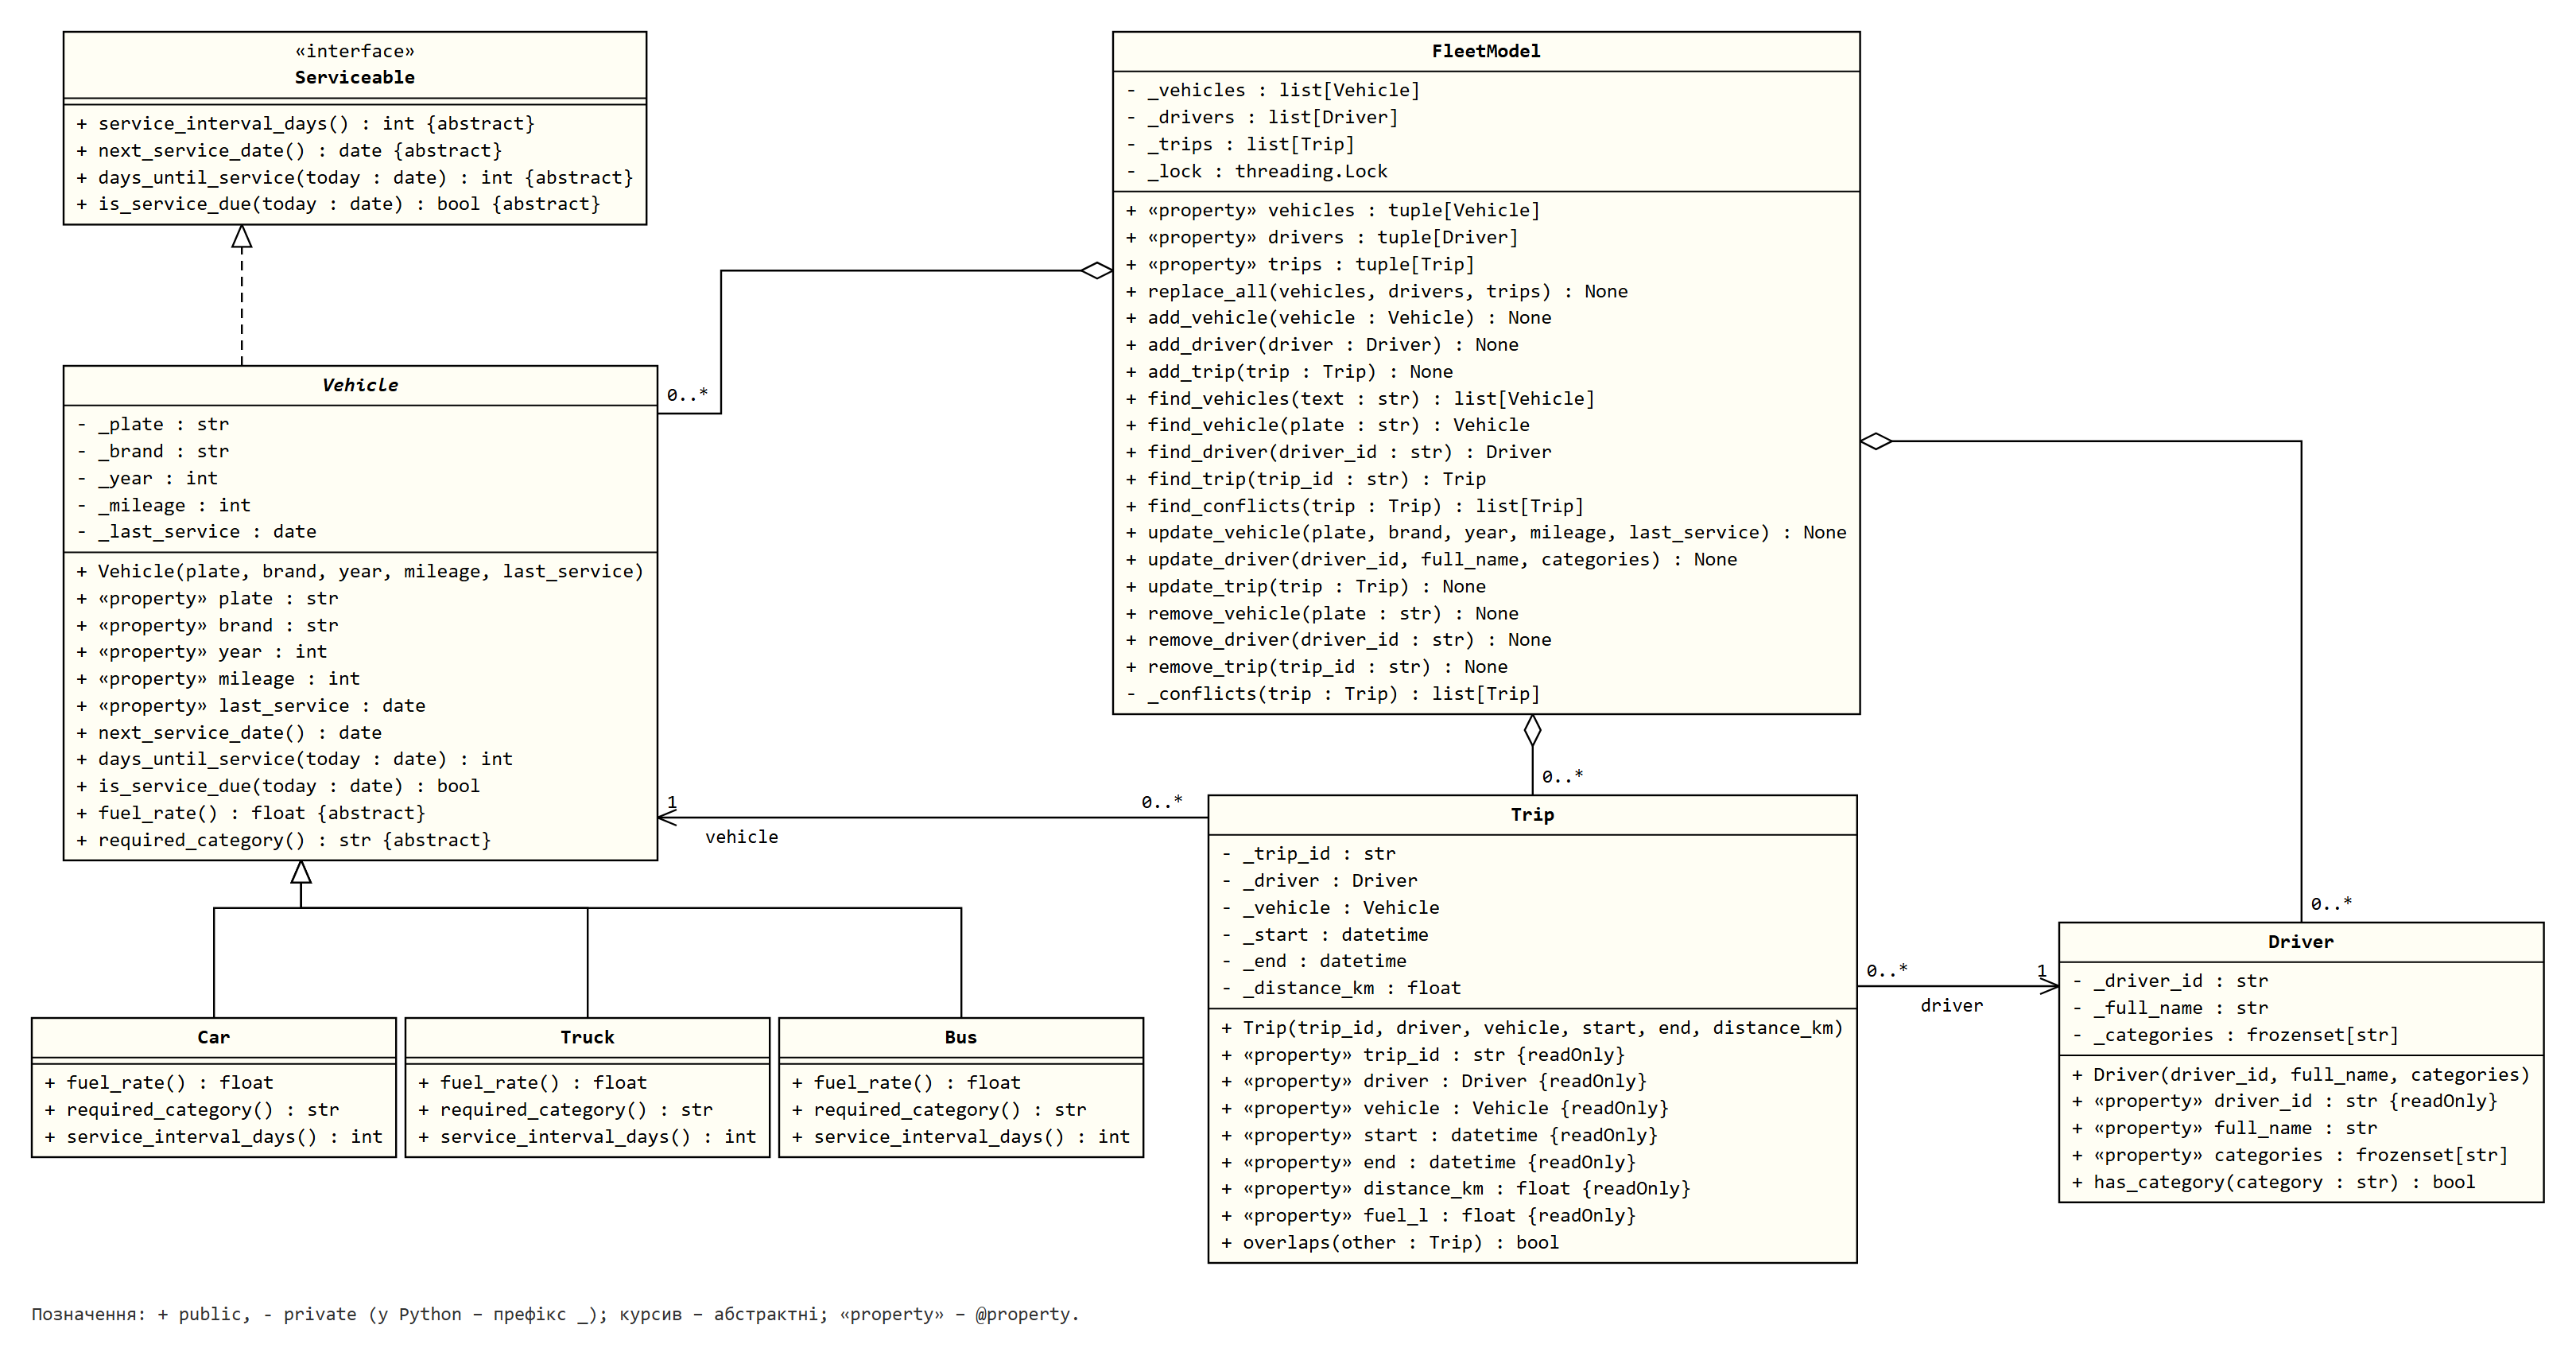 «interface»
Serviceable
+ service_interval_days() : int {abstract}
+ next_service_date() : date {abstract}
+ days_until_service(today : date) : int {abstract}
+ is_service_due(today : date) : bool {abstract}
FleetModel
- _vehicles : list[Vehicle]
- _drivers : list[Driver]
- _trips : list[Trip]
- _lock : threading.Lock
+ «property» vehicles : tuple[Vehicle]
+ «property» drivers : tuple[Driver]
+ «property» trips : tuple[Trip]
+ replace_all(vehicles, drivers, trips) : None
+ add_vehicle(vehicle : Vehicle) : None
+ add_driver(driver : Driver) : None
+ add_trip(trip : Trip) : None
+ find_vehicles(text : str) : list[Vehicle]
+ find_vehicle(plate : str) : Vehicle
+ find_driver(driver_id : str) : Driver
+ find_trip(trip_id : str) : Trip
+ find_conflicts(trip : Trip) : list[Trip]
+ update_vehicle(plate, brand, year, mileage, last_service) : None
+ update_driver(driver_id, full_name, categories) : None
+ update_trip(trip : Trip) : None
+ remove_vehicle(plate : str) : None
+ remove_driver(driver_id : str) : None
+ remove_trip(trip_id : str) : None
- _conflicts(trip : Trip) : list[Trip]
Vehicle
0..*
- _plate : str
- _brand : str
- _year : int
- _mileage : int
- _last_service : date
+ Vehicle(plate, brand, year, mileage, last_service)
+ «property» plate : str
+ «property» brand : str
+ «property» year : int
+ «property» mileage : int
+ «property» last_service : date
+ next_service_date() : date
+ days_until_service(today : date) : int
+ is_service_due(today : date) : bool
+ fuel_rate() : float {abstract}
+ required_category() : str {abstract}
0..*
1
0..*
vehicle
Trip
- _trip_id : str
- _driver : Driver
- _vehicle : Vehicle
- _start : datetime
- _end : datetime
- _distance_km : float
+ Trip(trip_id, driver, vehicle, start, end, distance_km)
+ «property» trip_id : str {readOnly}
+ «property» driver : Driver {readOnly}
+ «property» vehicle : Vehicle {readOnly}
+ «property» start : datetime {readOnly}
+ «property» end : datetime {readOnly}
+ «property» distance_km : float {readOnly}
+ «property» fuel_l : float {readOnly}
+ overlaps(other : Trip) : bool
0..*
0..*
1
driver
Driver
- _driver_id : str
- _full_name : str
- _categories : frozenset[str]
+ Driver(driver_id, full_name, categories)
+ «property» driver_id : str {readOnly}
+ «property» full_name : str
+ «property» categories : frozenset[str]
+ has_category(category : str) : bool
Car
+ fuel_rate() : float
+ required_category() : str
+ service_interval_days() : int
Truck
+ fuel_rate() : float
+ required_category() : str
+ service_interval_days() : int
Bus
+ fuel_rate() : float
+ required_category() : str
+ service_interval_days() : int
Позначення: + public, - private (у Python – префікс _); курсив – абстрактні; «property» – @property.